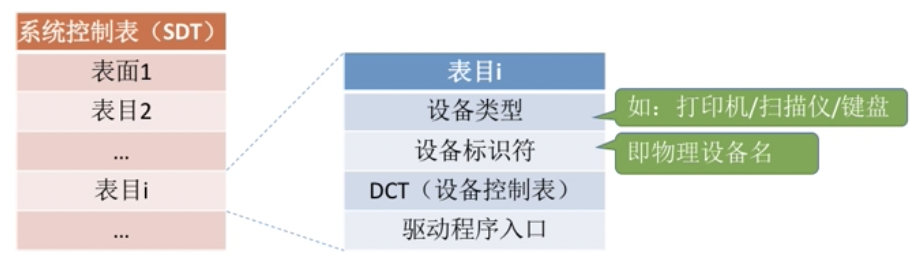 系统控制表（SDT）
表面1
表目2
...
表目i
...
表目i
设备类型
设备标识符
DCT（设备控制表）
驱动程序入口
如：打印机/扫描仪/键盘
即物理设备名